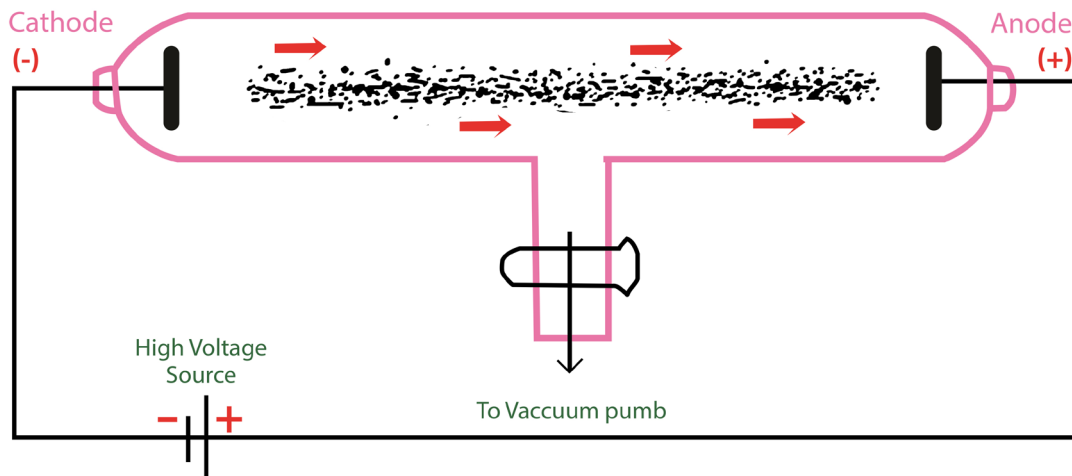 Cathode
(-)
Anode
(+)
High Voltage
Source
− +
To Vaccuum pumb